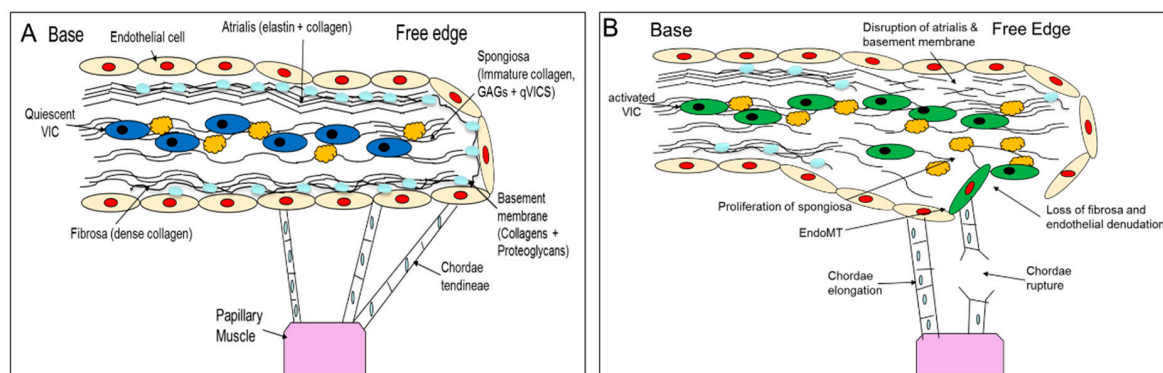 A
Base
Endothelial cell
Atrialis (elastin + collagen)
Free edge
Spongiosa
(Immature collagen,
GAGs + qVICS)
Quiescent
VIC
Fibrosa (dense collagen)
Basement
membrane
(Collagens +
Proteoglycans)
Chordae
tendineae
Papillary
Muscle
B
Base
Disruption of atrialis &
basement membrane
Free Edge
activated
VIC
Proliferation of spongiosa
EndoMT
Loss of fibrosa and
endothelial denudation
Chordae
elongation
Chordae
rupture